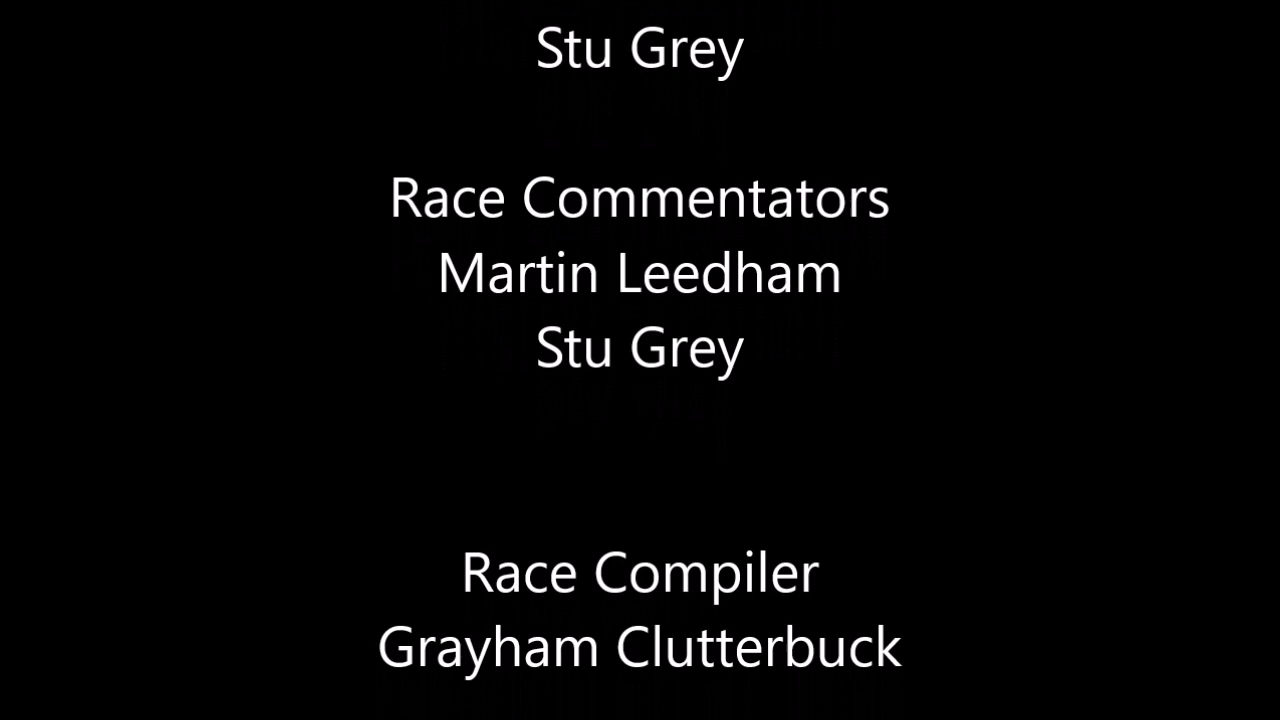 Stu Grey
Race Commentators
Martin Leedham
Stu Grey
Race Compiler
Grayham Clutterbuck